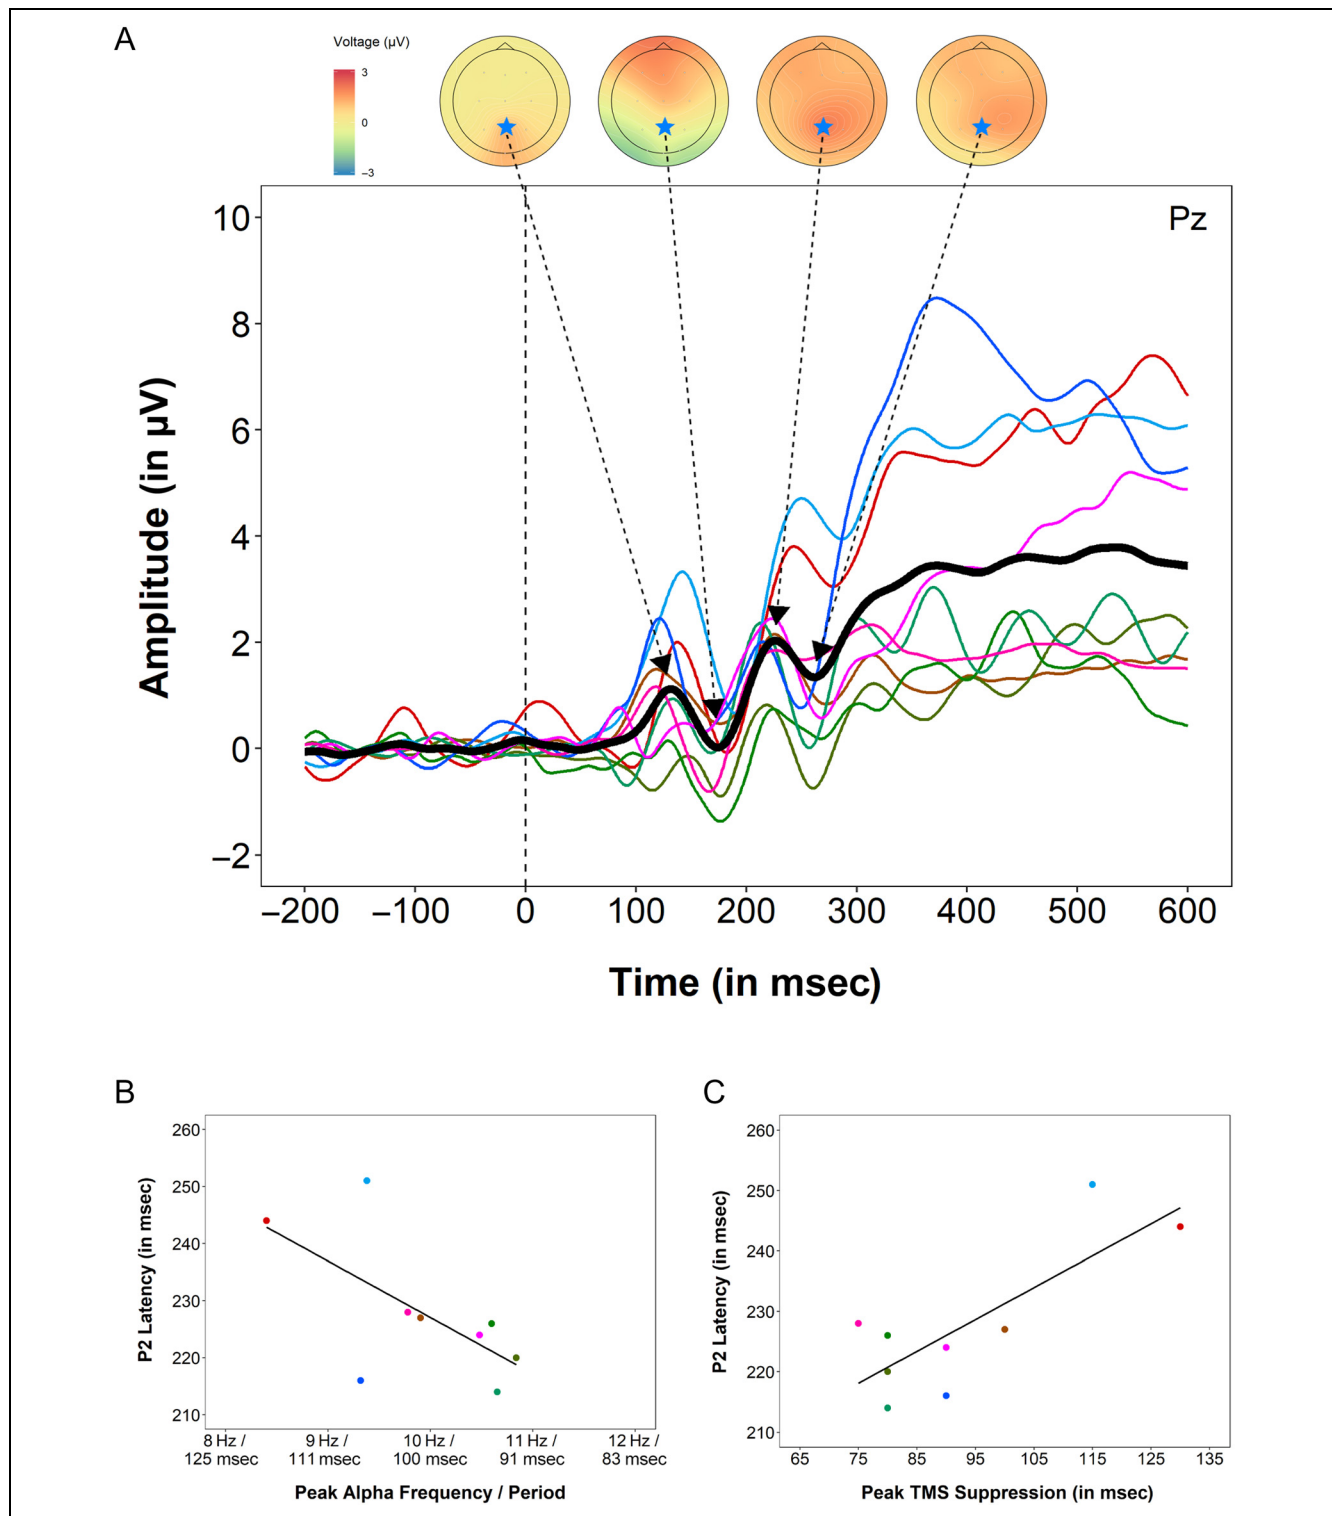 A
Voltage (µV)
3
0
−3
Pz
10
8
6
4
2
0
−2
Amplitude (in µV)
−200 −100 0 100 200 300 400 500 600
Time (in msec)
B
260
250
240
230
220
210
P2 Latency (in msec)
8 Hz / 9 Hz / 10 Hz / 11 Hz / 12 Hz /
125 msec 111 msec 100 msec 91 msec 83 msec
Peak Alpha Frequency / Period
C
260
250
240
230
220
210
P2 Latency (in msec)
65 75 85 95 105 115 125 135
Peak TMS Suppression (in msec)